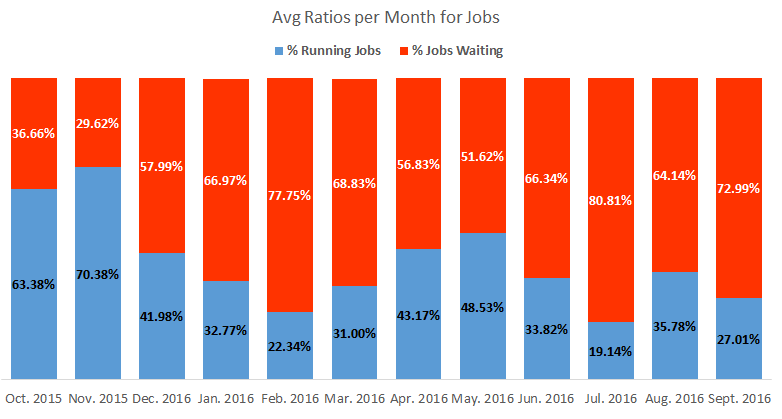 Avg Ratios per Month for Jobs
% Running Jobs % Jobs Waiting
36.66% 29.62% 57.99% 66.97% 77.75% 68.83% 56.83% 51.62% 66.34% 80.81% 64.14% 72.99%
63.38% 70.38% 41.98% 32.77% 22.34% 31.00% 43.17% 48.53% 33.82% 19.14% 35.78% 27.01%
Oct. 2015 Nov. 2015 Dec. 2016 Jan. 2016 Feb. 2016 Mar. 2016 Apr. 2016 May. 2016 Jun. 2016 Jul. 2016 Aug. 2016 Sept. 2016